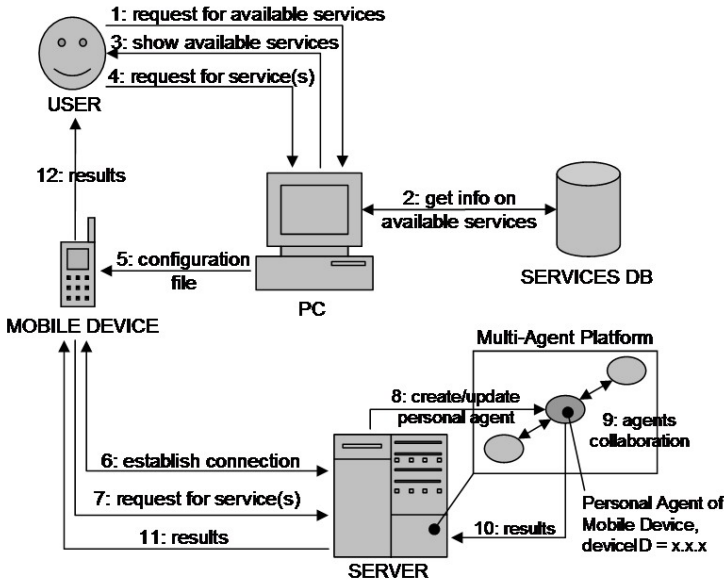 1: request for available services
3: show available services
4: request for service(s)
USER
12: results
2: get info on
available services
5: configuration
file
SERVICES DB
PC
MOBILE DEVICE
Multi-Agent Platform
8: create/update
personal agent
9: agents
collaboration
6: establish connection
7: request for service(s)
10: results
Personal Agent of
Mobile Device,
deviceID = x.x.x
11: results
SERVER